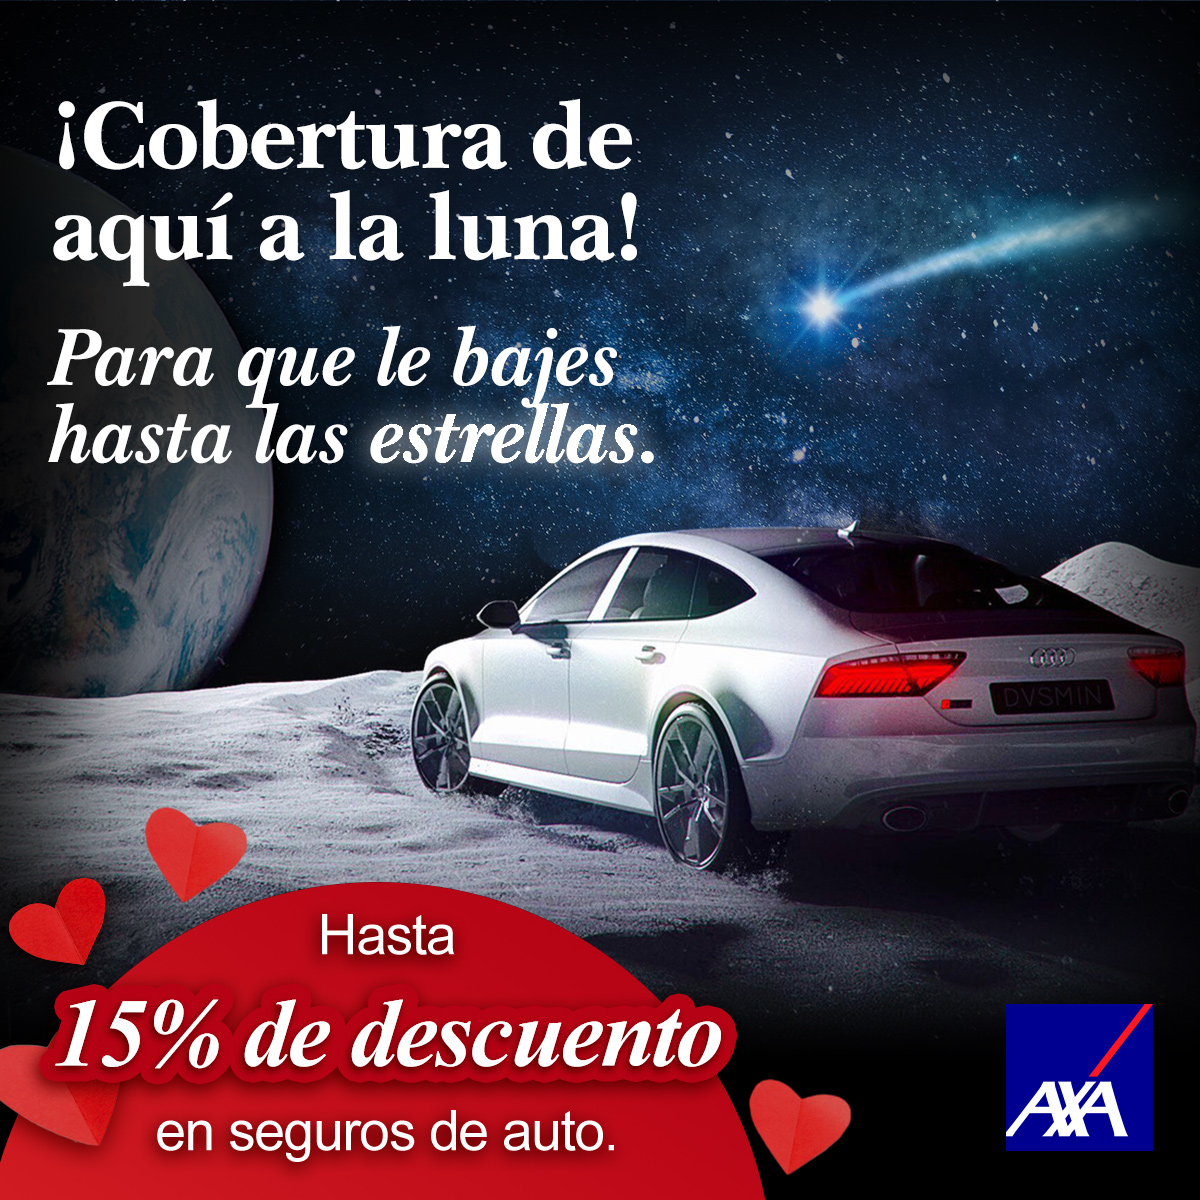 ¡Cobertura de
aquí a la luna!
Para que le bajes
hasta las estrellas.
DVSMIN
Hasta
15% de descuento
en seguros de auto.
AXA